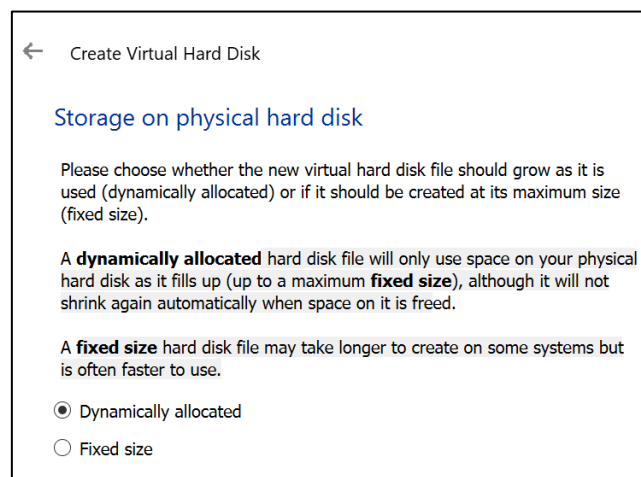 Create Virtual Hard Disk
Storage on physical hard disk
Please choose whether the new virtual hard disk file should grow as it is
used (dynamically allocated) or if it should be created at its maximum size
(fixed size).
A dynamically allocated hard disk file will only use space on your physical
hard disk as it fills up (up to a maximum fixed size), although it will not
shrink again automatically when space on it is freed.
A fixed size hard disk file may take longer to create on some systems but
is often faster to use.
Dynamically allocated
Fixed size